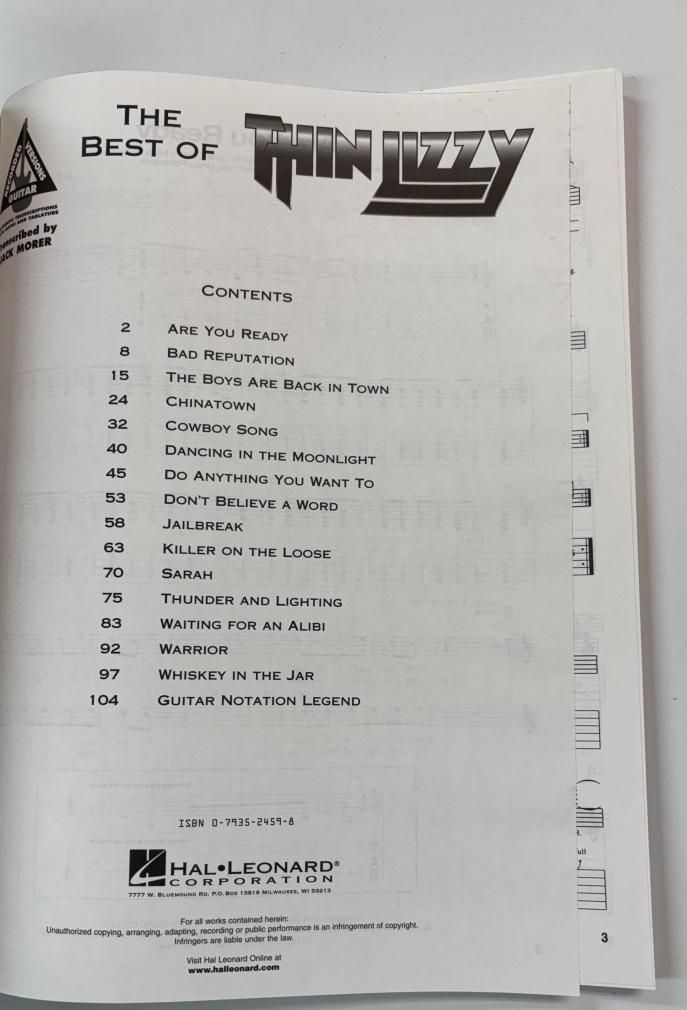 THE
BEST OF
THIN LIZZY
RECORDED
VERSIONS
GUITAR
TRANSCRIPTIONS
NOTES AND TABLATURE
by
MORER
CONTENTS
2 ARE YOU READY
8 BAD REPUTATION
15 THE BOYS ARE BACK IN TOWN
24 CHINATOWN
32 COWBOY SONG
40 DANCING IN THE MOONLIGHT
45 DO ANYTHING YOU WANT TO
53 DON'T BELIEVE A WORD
58 JAILBREAK
63 KILLER ON THE LOOSE
70 SARAH
75 THUNDER AND LIGHTING
83 WAITING FOR AN ALIBI
92 WARRIOR
97 WHISKEY IN THE JAR
104 GUITAR NOTATION LEGEND
ISBN 0-7935-2459-8
HAL•LEONARD®
CORPORATION
7777 W. BLUEMOUND RD. P.O. BOX 13819 MILWAUKEE, WI 53213
For all works contained herein:
Unauthorized copying, arranging, adapting, recording or public performance is an infringement of copyright.
Infringers are liable under the law.
Visit Hal Leonard Online at
www.halleonard.com
3